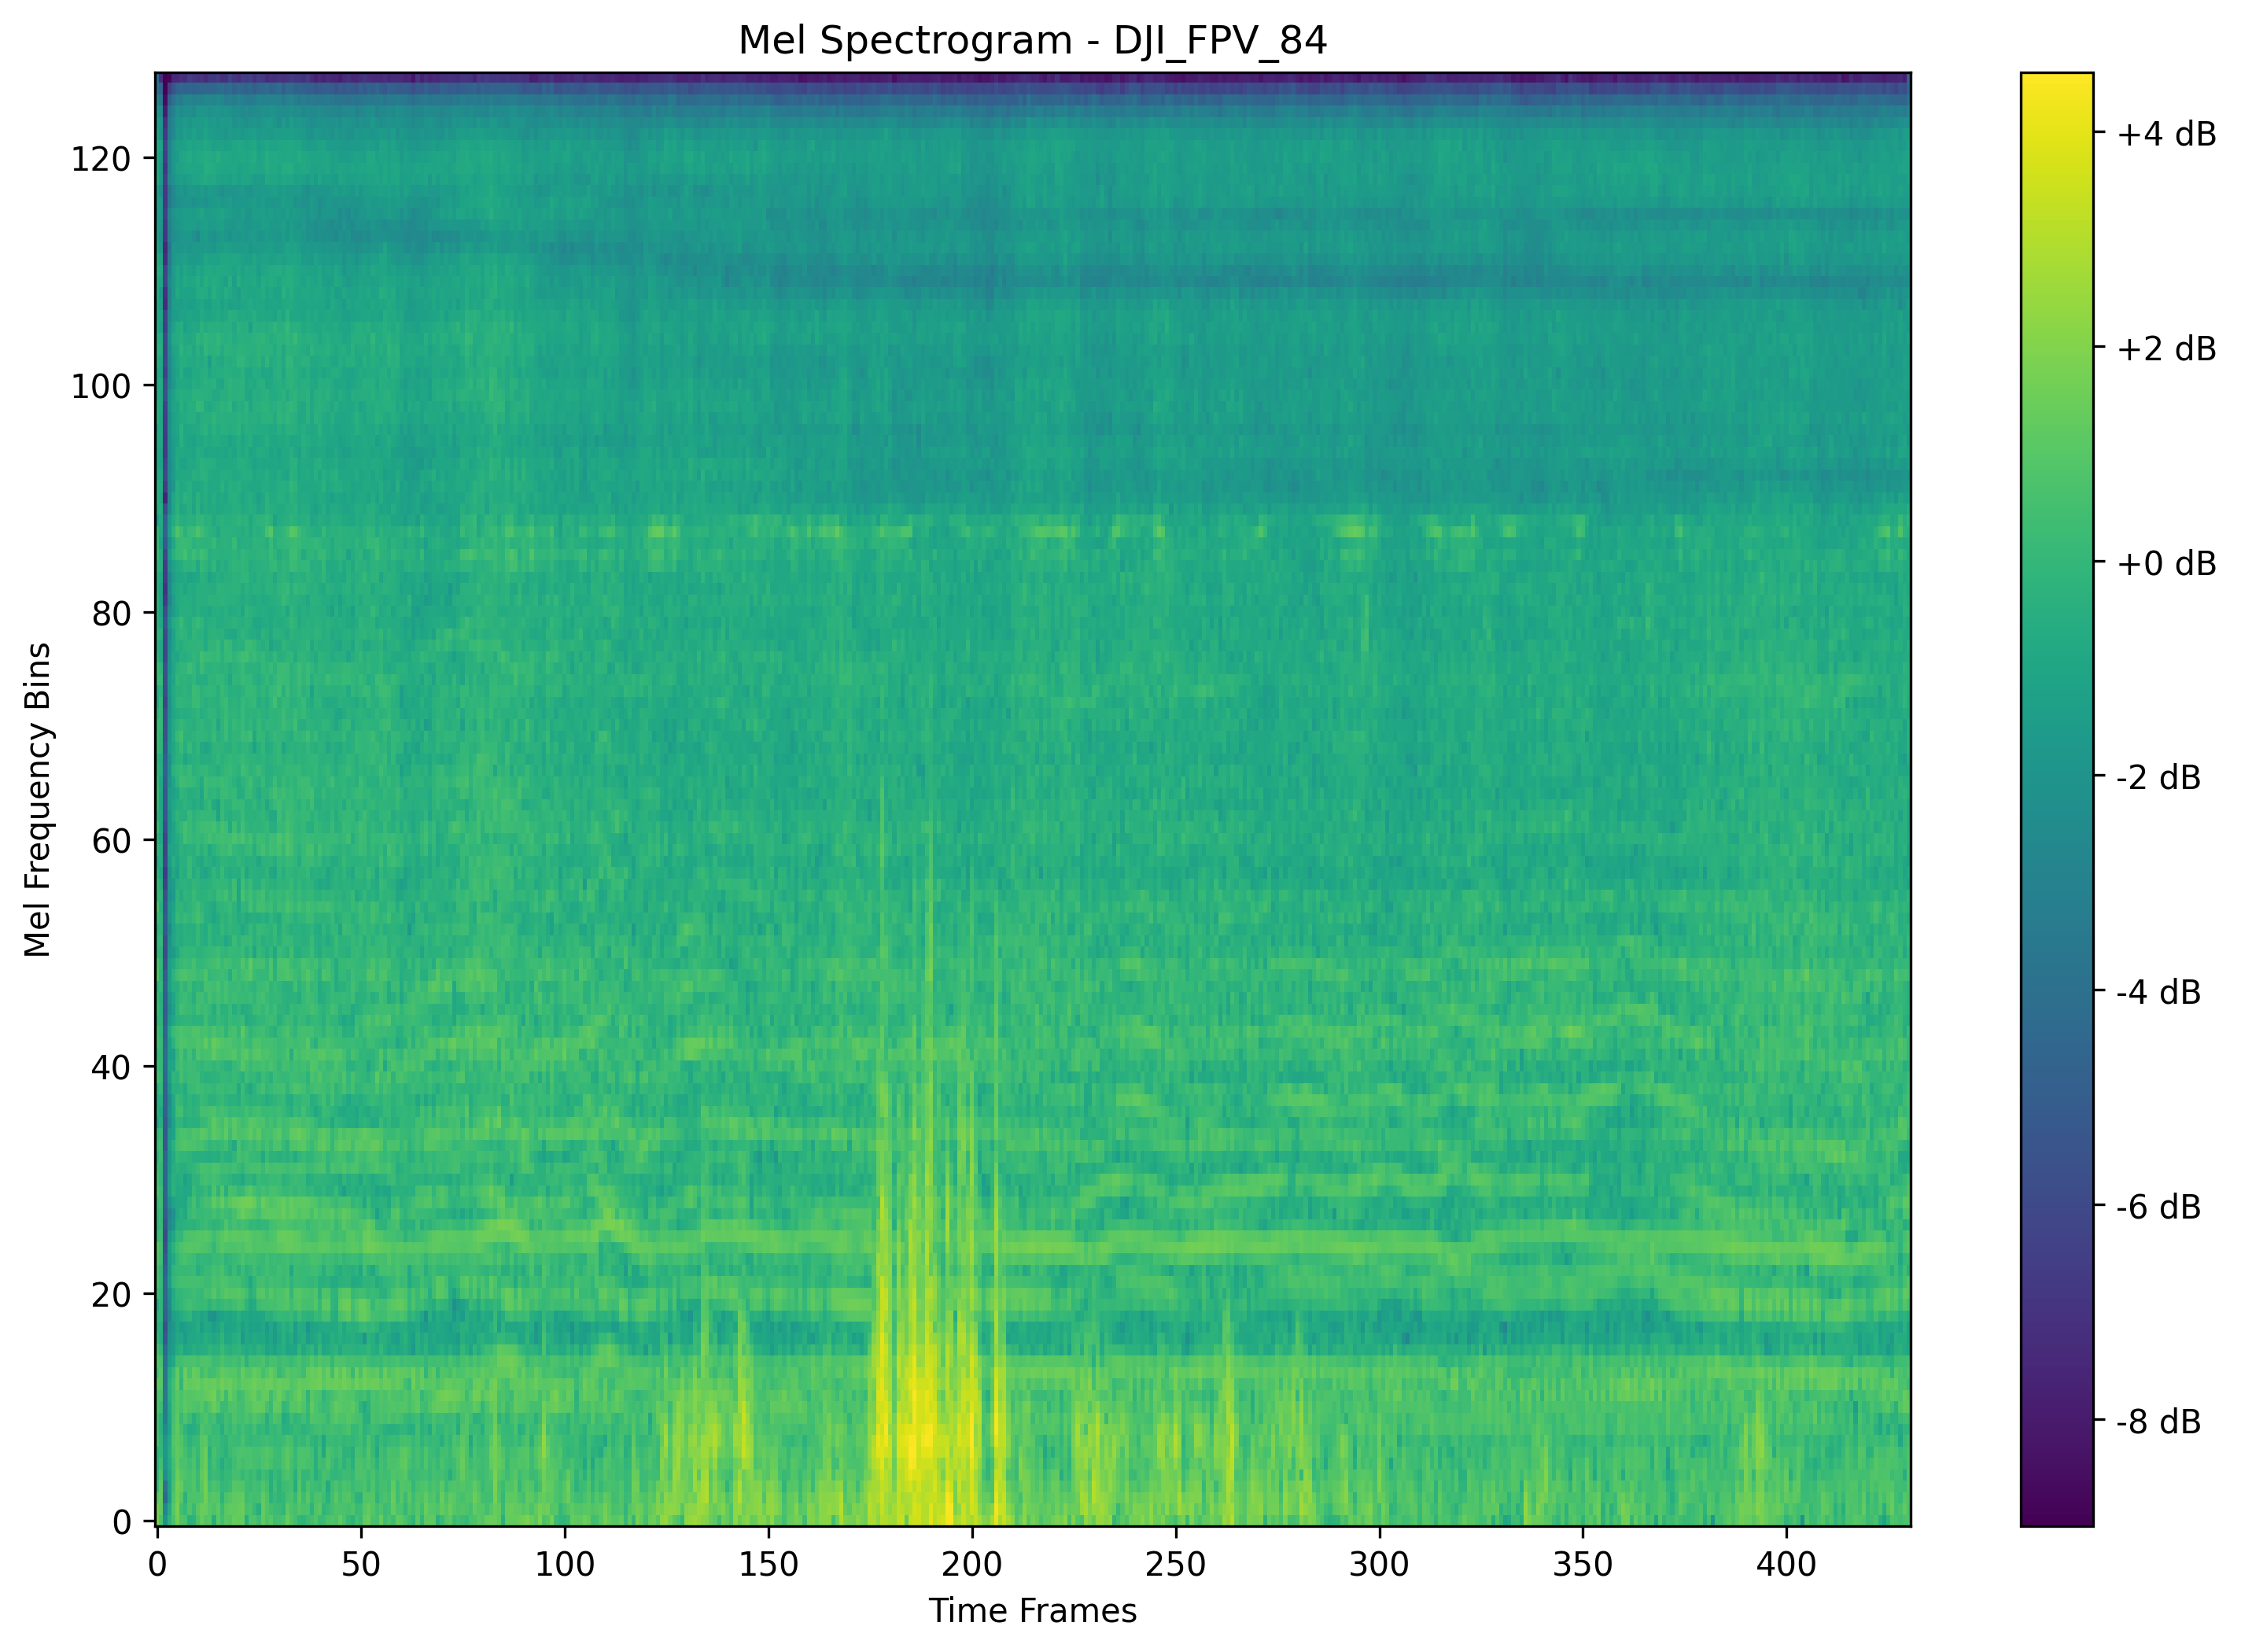 Mel Spectrogram - DJI_FPV_84
Mel Frequency Bins
120
100
80
60
40
20
0
0 50 100 150 200 250 300 350 400
Time Frames
+4 dB
+2 dB
+0 dB
-2 dB
-4 dB
-6 dB
-8 dB